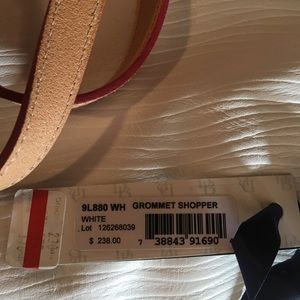 9L880 WH GROMMET SHOPPER
WHITE
Lot 126268039
$ 238.00
7 38843 91690